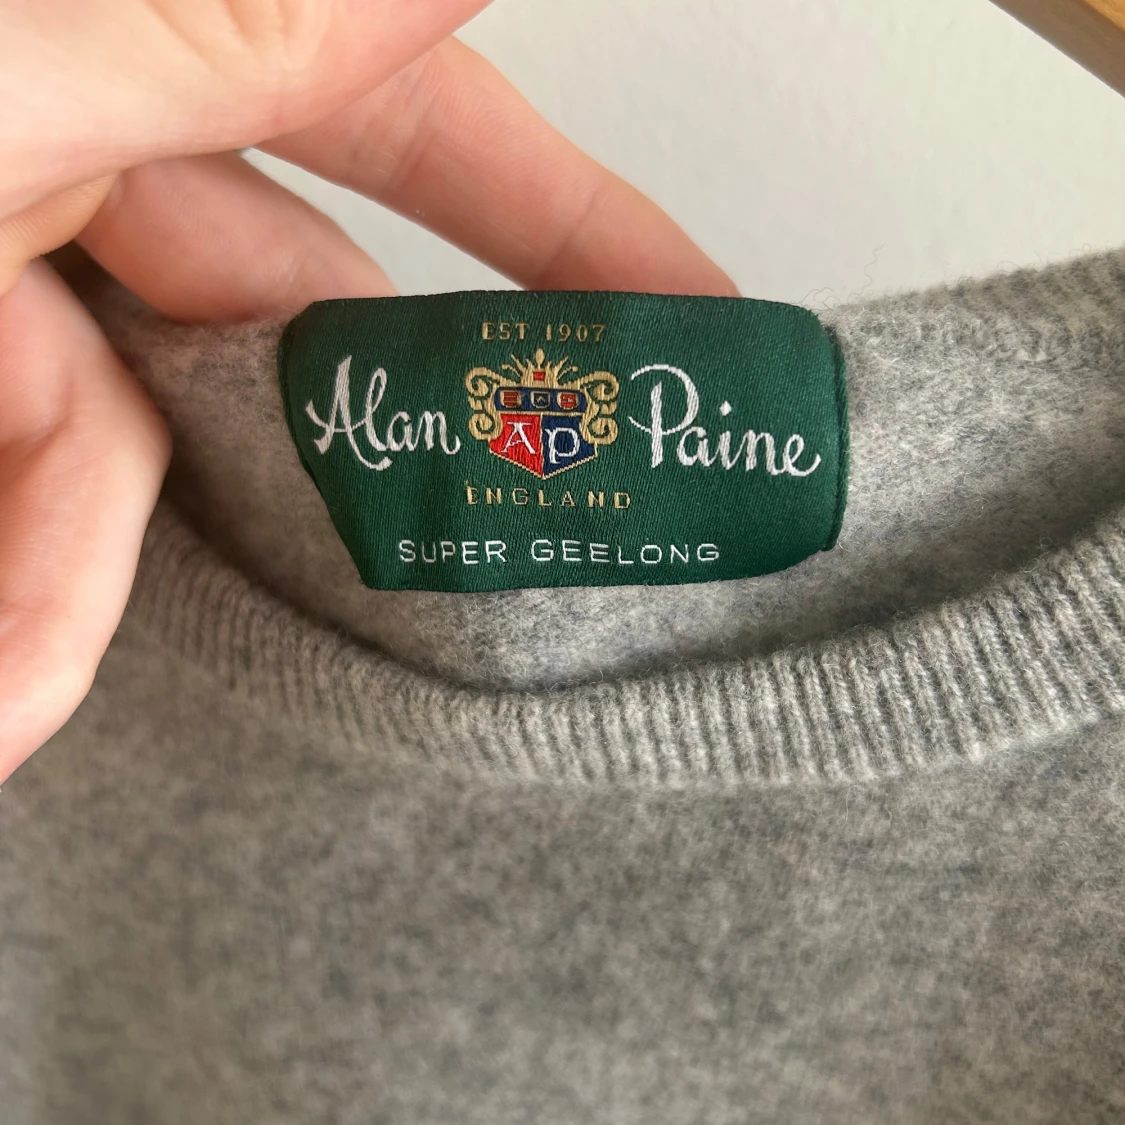 EST 1907
Alan Paine
AP
ENGLAND
SUPER GEELONG